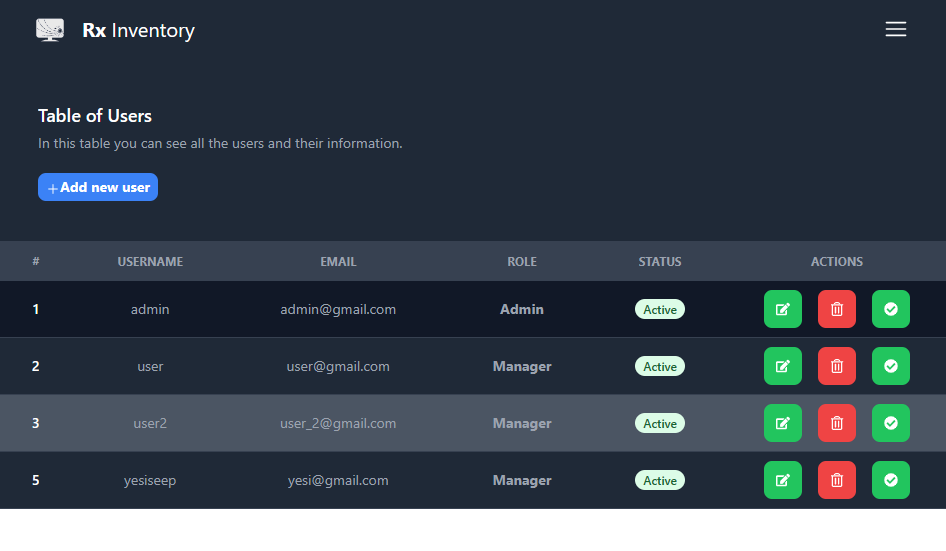 Rx Inventory
Table of Users
In this table you can see all the users and their information.
+Add new user
# USERNAME EMAIL ROLE STATUS ACTIONS
1 admin admin@gmail.com Admin Active
2 user user@gmail.com Manager Active
3 user2 user_2@gmail.com Manager Active
5 yesiseep yesi@gmail.com Manager Active